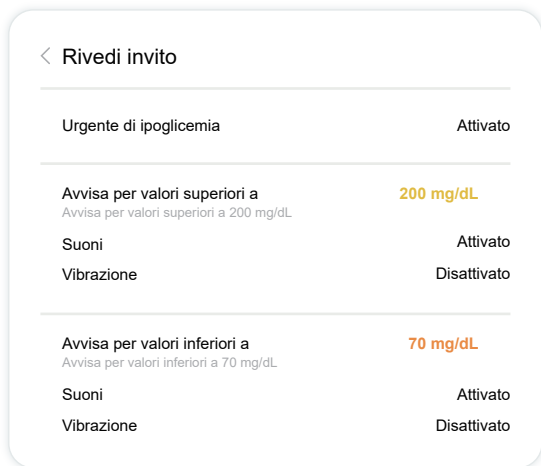 Rivedi invito
Urgente di ipoglicemia Attivato
Avvisa per valori superiori a 200 mg/dL
Avvisa per valori superiori a 200 mg/dL
Suoni Attivato
Vibrazione Disattivato
Avvisa per valori inferiori a 70 mg/dL
Avvisa per valori inferiori a 70 mg/dL
Suoni Attivato
Vibrazione Disattivato